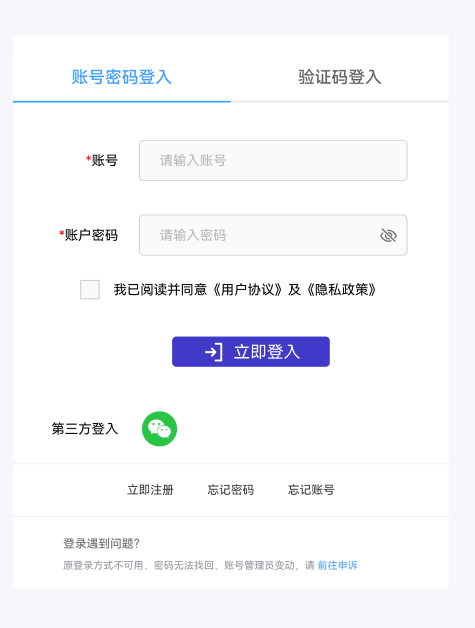 账号密码登入 验证码登入
*账号 请输入账号
*账户密码 请输入密码
我已阅读并同意《用户协议》及《隐私政策》
立即登入
第三方登入
立即注册 忘记密码 忘记账号
登录遇到问题？
原登录方式不可用、密码无法找回、账号管理员变动，请 前往申诉